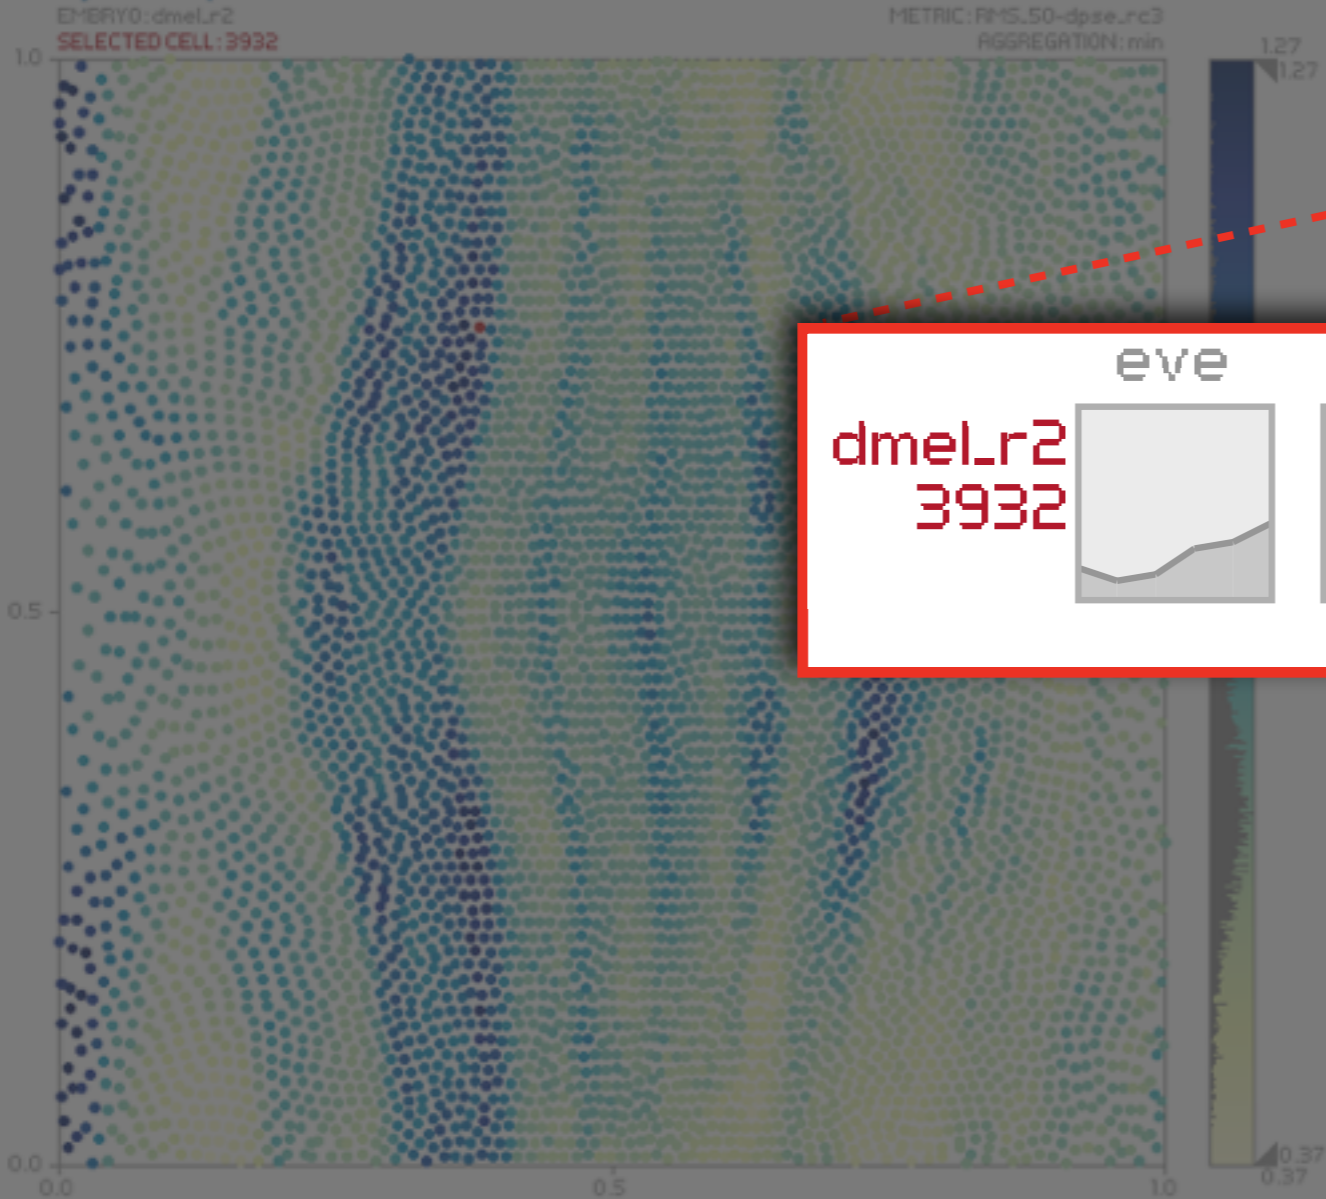 EMBRYO: dmel_r2
METRIC: RMS_50-dpse_rc3
SELECTED CELL: 3932
AGGREGATION: min
1.27
1.27
1.0
eve
dmel_r2
3932
0.5
0.0
0.37
0.37
0.0
0.5
1.0